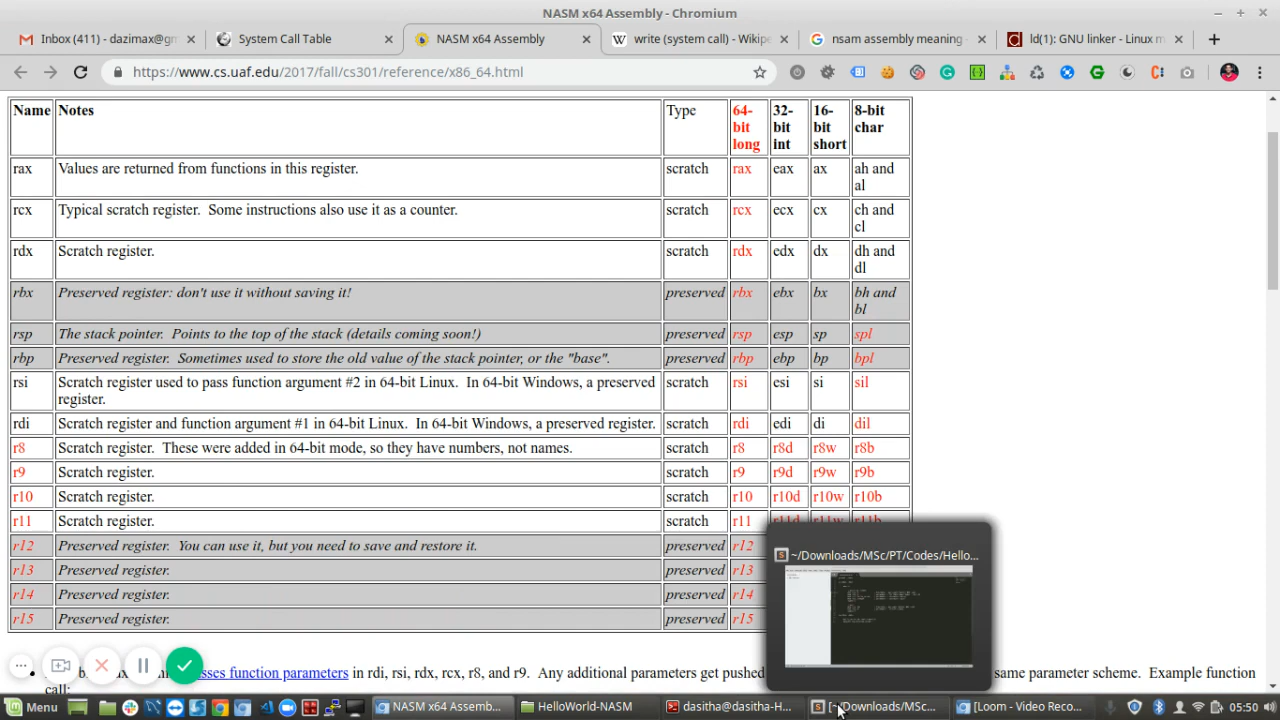 NASM x64 Assembly - Chromium
Inbox (411) - dazimax@gm
System Call Table
NASM x64 Assembly
write (system call) - Wikipe
nsam assembly meaning -
ld(1): GNU linker - Linux m
https://www.cs.uaf.edu/2017/fall/cs301/reference/x86_64.html
Name Notes Type 64-bit long 32-bit int 16-bit short 8-bit char
rax Values are returned from functions in this register. scratch rax eax ax ah and al
rcx Typical scratch register. Some instructions also use it as a counter. scratch rcx ecx cx ch and cl
rdx Scratch register. scratch rdx edx dx dh and dl
rbx Preserved register: don't use it without saving it! preserved rbx ebx bx bh and bl
rsp The stack pointer. Points to the top of the stack (details coming soon!) preserved rsp esp sp spl
rbp Preserved register. Sometimes used to store the old value of the stack pointer, or the "base". preserved rbp ebp bp bpl
rsi Scratch register used to pass function argument #2 in 64-bit Linux. In 64-bit Windows, a preserved register. scratch rsi esi si sil
rdi Scratch register and function argument #1 in 64-bit Linux. In 64-bit Windows, a preserved register. scratch rdi edi di dil
r8 Scratch register. These were added in 64-bit mode, so they have numbers, not names. scratch r8 r8d r8w r8b
r9 Scratch register. scratch r9 r9d r9w r9b
r10 Scratch register. scratch r10 r10d r10w r10b
r11 Scratch register. scratch r11 r11d r11w r11b
r12 Preserved register. You can use it, but you need to save and restore it. preserved r12
r13 Preserved register. preserved r13
r14 Preserved register. preserved r14
r15 Preserved register. preserved r15
~/Downloads/MSc/PT/Codes/Hello...
asses function parameters in rdi, rsi, rdx, rcx, r8, and r9. Any additional parameters get pushed same parameter scheme. Example function
call:
Menu
NASM x64 Assemb...
HelloWorld-NASM
dasitha@dasitha-H...
[~/Downloads/MSc...
[Loom - Video Reco...
05:50